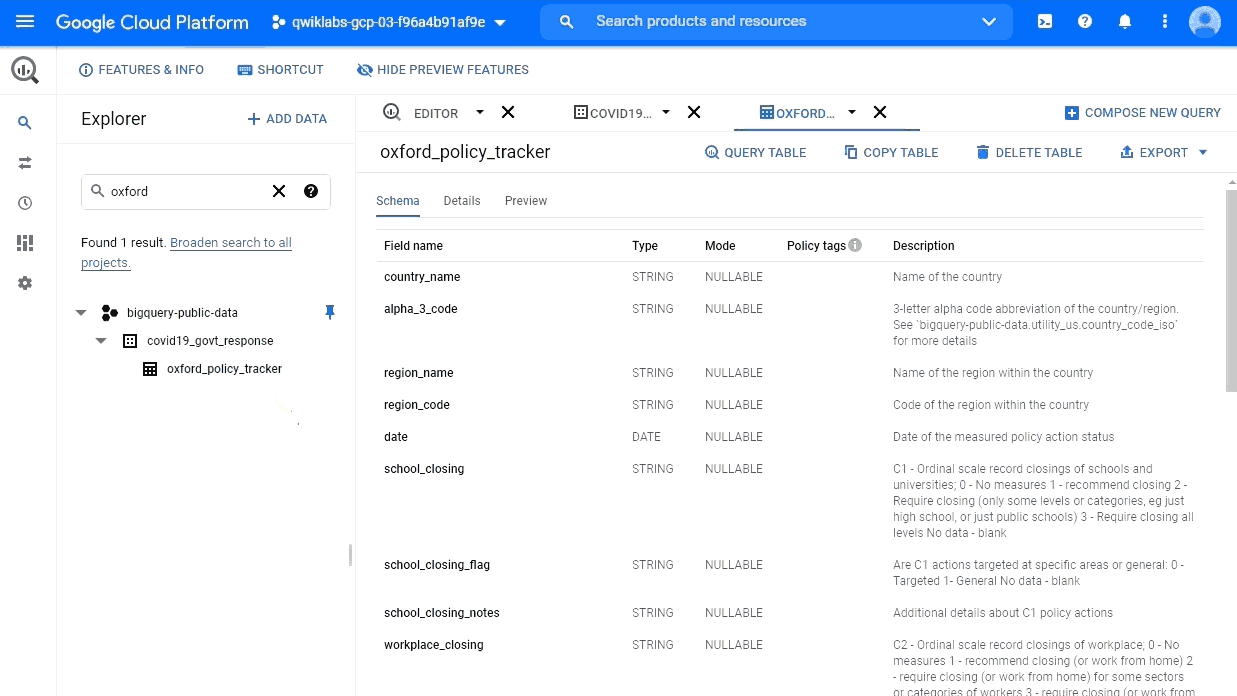 Google Cloud Platform qwiklabs-gcp-03-f96a4b91af9e Search products and resources
FEATURES & INFO SHORTCUT HIDE PREVIEW FEATURES
Explorer ADD DATA
EDITOR COVID19... OXFORD... COMPOSE NEW QUERY
oxford_policy_tracker QUERY TABLE COPY TABLE DELETE TABLE EXPORT
oxford
Found 1 result. Broaden search to all
projects.
bigquery-public-data
covid19_govt_response
oxford_policy_tracker
Schema Details Preview
Field name Type Mode Policy tags Description
country_name STRING NULLABLE Name of the country
alpha_3_code STRING NULLABLE 3-letter alpha code abbreviation of the country/region.
See `bigquery-public-data.utility_us.country_code_iso`
for more details
region_name STRING NULLABLE Name of the region within the country
region_code STRING NULLABLE Code of the region within the country
date DATE NULLABLE Date of the measured policy action status
school_closing STRING NULLABLE C1 - Ordinal scale record closings of schools and
universities; 0 - No measures 1 - recommend closing 2 -
Require closing (only some levels or categories, eg just
high school, or just public schools) 3 - Require closing all
levels No data - blank
school_closing_flag STRING NULLABLE Are C1 actions targeted at specific areas or general: 0 -
Targeted 1- General No data - blank
school_closing_notes STRING NULLABLE Additional details about C1 policy actions
workplace_closing STRING NULLABLE C2 - Ordinal scale record closings of workplace; 0 - No
measures 1 - recommend closing (or work from home) 2
- require closing (or work from home) for some sectors
or categories of workers 3 - require closing (or work from